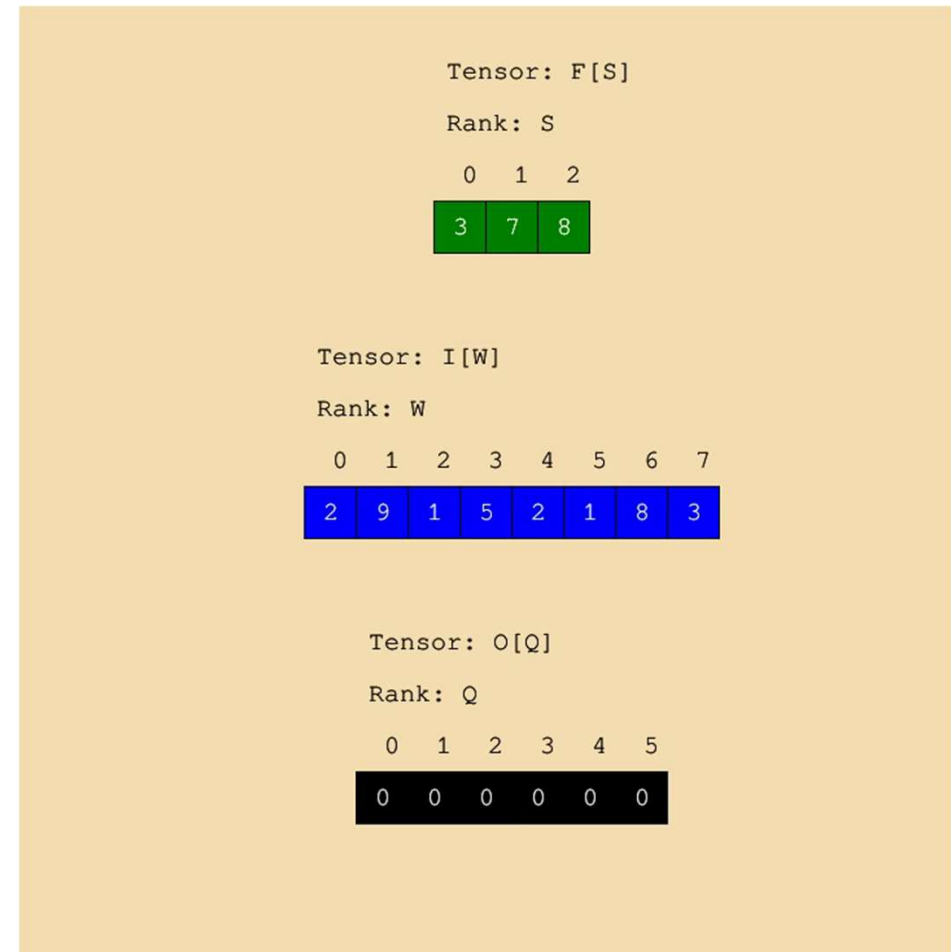 Tensor: F[S]
Rank: S
0 1 2
3 7 8
Tensor: I[W]
Rank: W
0 1 2 3 4 5 6 7
2 9 1 5 2 1 8 3
Tensor: O[Q]
Rank: Q
0 1 2 3 4 5
0 0 0 0 0 0